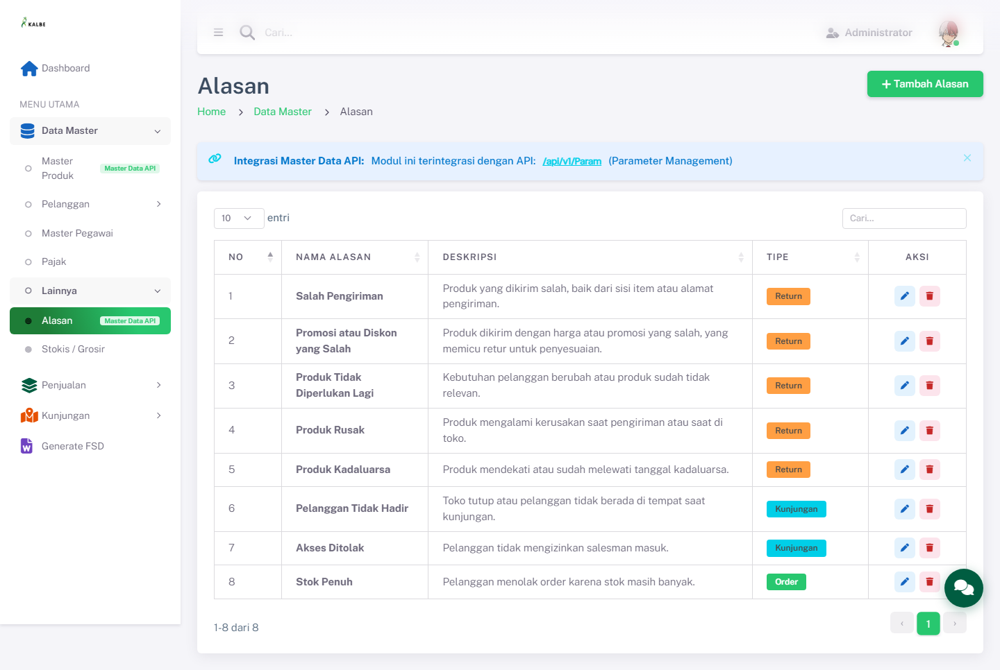 KALBE
Dashboard
MENU UTAMA
Data Master
Master
Produk
Master Data API
Pelanggan
Master Pegawai
Pajak
Lainnya
Alasan
Master Data API
Stokis / Grosir
Penjualan
Kunjungan
Generate FSD
Cari...
Administrator
Alasan
Tambah Alasan
Home
Data Master
Alasan
Integrasi Master Data API: Modul ini terintegrasi dengan API: /api/v1/Param (Parameter Management)
10 entri
Cari...
NO NAMA ALASAN DESKRIPSI TIPE AKSI
1 Salah Pengiriman Produk yang dikirim salah, baik dari sisi item atau alamat
pengiriman. Return
2 Promosi atau Diskon
yang Salah Produk dikirim dengan harga atau promosi yang salah, yang
memicu retur untuk penyesuaian. Return
3 Produk Tidak
Diperlukan Lagi Kebutuhan pelanggan berubah atau produk sudah tidak
relevan. Return
4 Produk Rusak Produk mengalami kerusakan saat pengiriman atau saat di
toko. Return
5 Produk Kadaluarsa Produk mendekati atau sudah melewati tanggal kadaluarsa. Return
6 Pelanggan Tidak Hadir Toko tutup atau pelanggan tidak berada di tempat saat
kunjungan. Kunjungan
7 Akses Ditolak Pelanggan tidak mengizinkan salesman masuk. Kunjungan
8 Stok Penuh Pelanggan menolak order karena stok masih banyak. Order
1-8 dari 8
‹ 1 ›